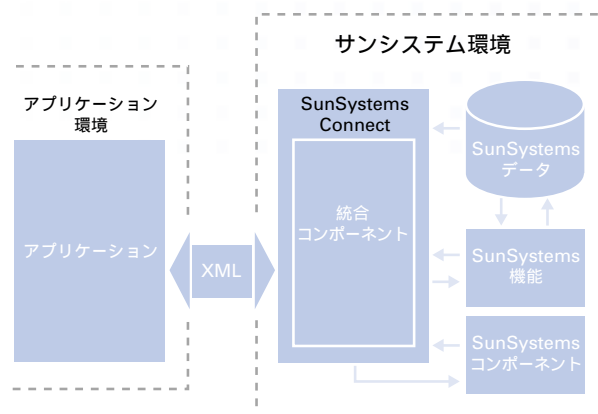 サンシステム環境
アプリケーション
環境
アプリケーション
XML
SunSystems
Connect
統合
コンポーネント
SunSystems
データ
SunSystems
機能
SunSystems
コンポーネント